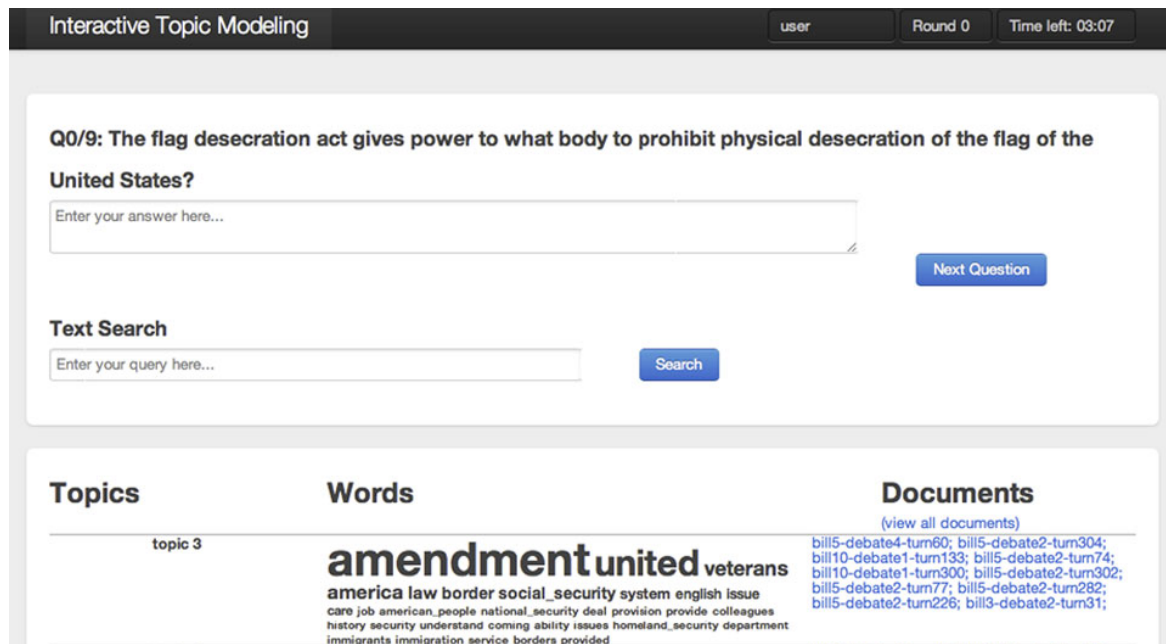 Interactive Topic Modeling
user
Round 0
Time left: 03:07
Q0/9: The flag desecration act gives power to what body to prohibit physical desecration of the flag of the
United States?
Enter your answer here...
Next Question
Text Search
Enter your query here...
Search
Topics
Words
Documents
(view all documents)
topic 3
amendment united veterans
america law border social_security system english issue
care job american_people national_security deal provision provide colleagues
history security understand coming ability issues homeland_security department
immigrants immigration service borders provided
bill5-debate4-turn60; bill5-debate2-turn304;
bill10-debate1-turn133; bill5-debate2-turn74;
bill10-debate1-turn300; bill5-debate2-turn302;
bill5-debate2-turn77; bill5-debate2-turn282;
bill5-debate2-turn226; bill3-debate2-turn31;